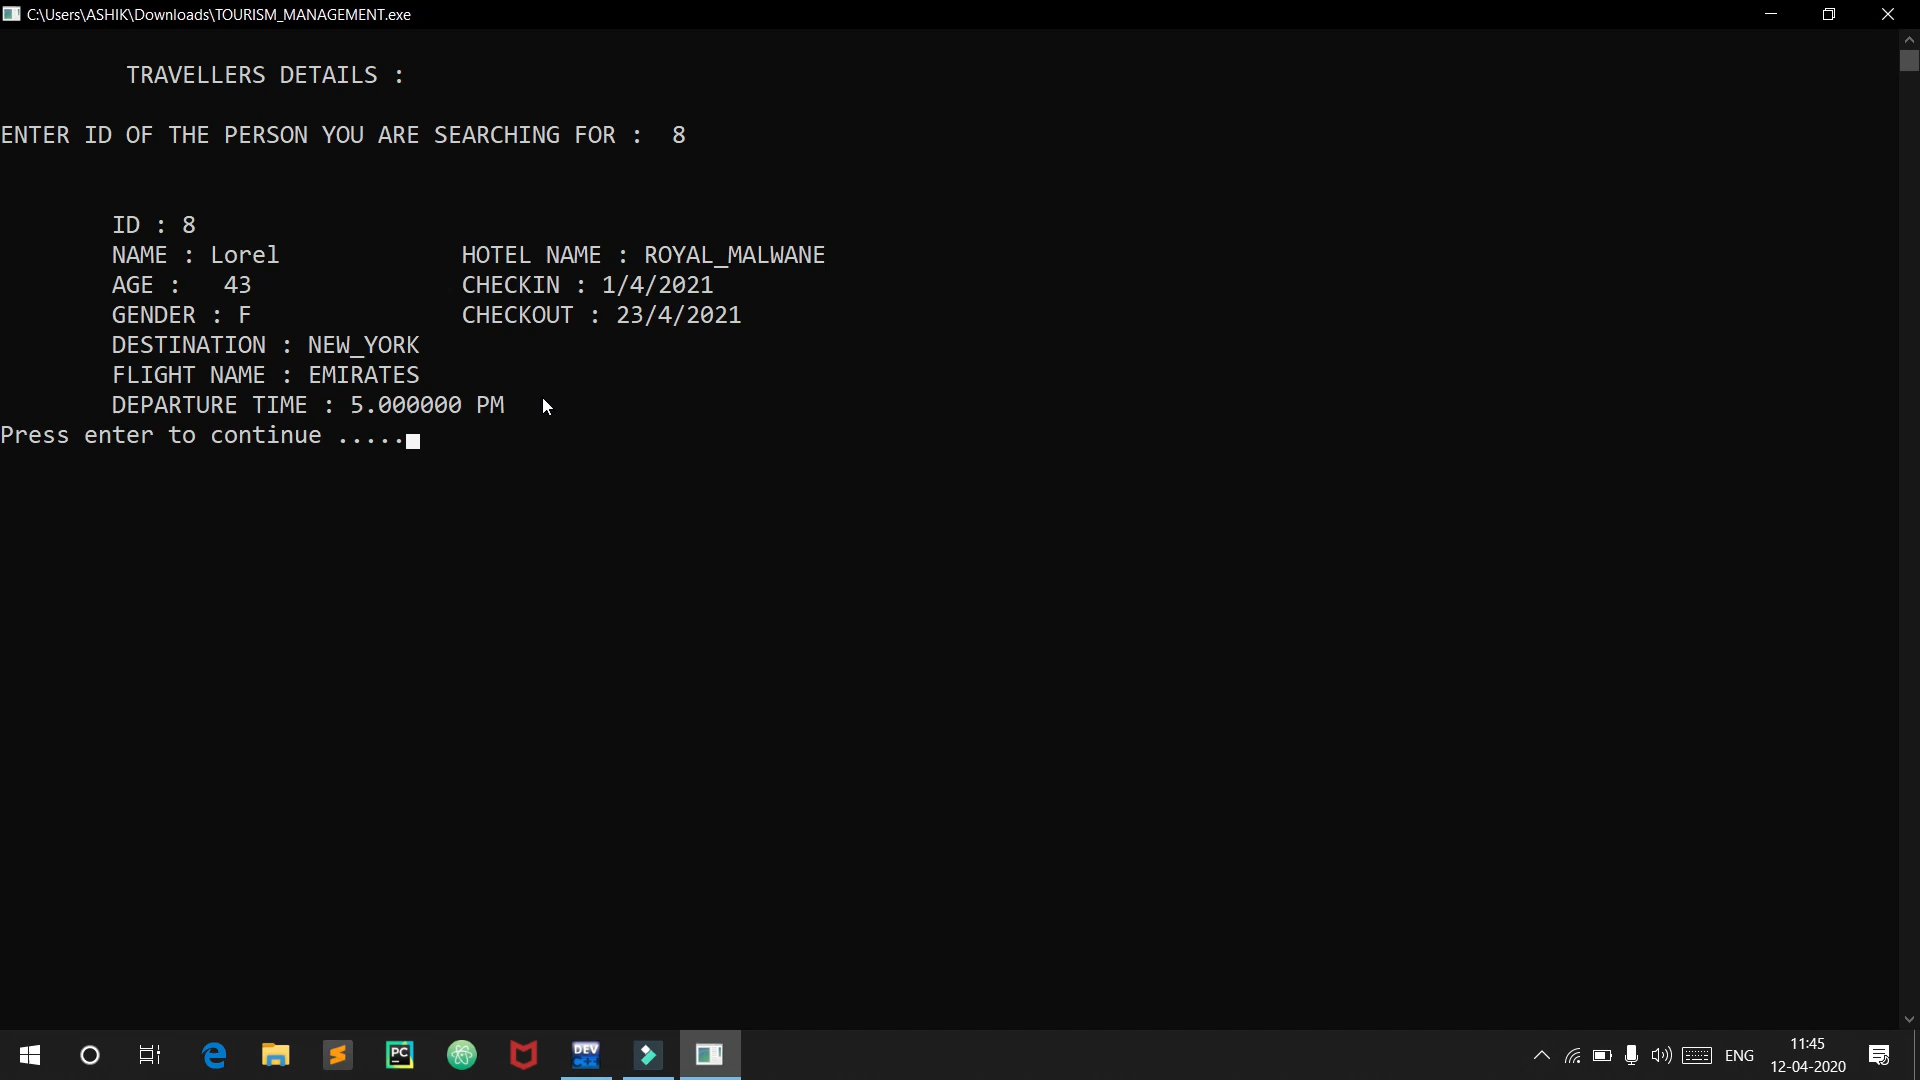 C:\Users\ASHIK\Downloads\TOURISM_MANAGEMENT.exe
TRAVELLERS DETAILS :
ENTER ID OF THE PERSON YOU ARE SEARCHING FOR : 8
ID : 8
NAME : Lorel HOTEL NAME : ROYAL_MALWANE
AGE : 43 CHECKIN : 1/4/2021
GENDER : F CHECKOUT : 23/4/2021
DESTINATION : NEW_YORK
FLIGHT NAME : EMIRATES
DEPARTURE TIME : 5.000000 PM
Press enter to continue .....
PC
DEV
C++
ENG
11:45
12-04-2020